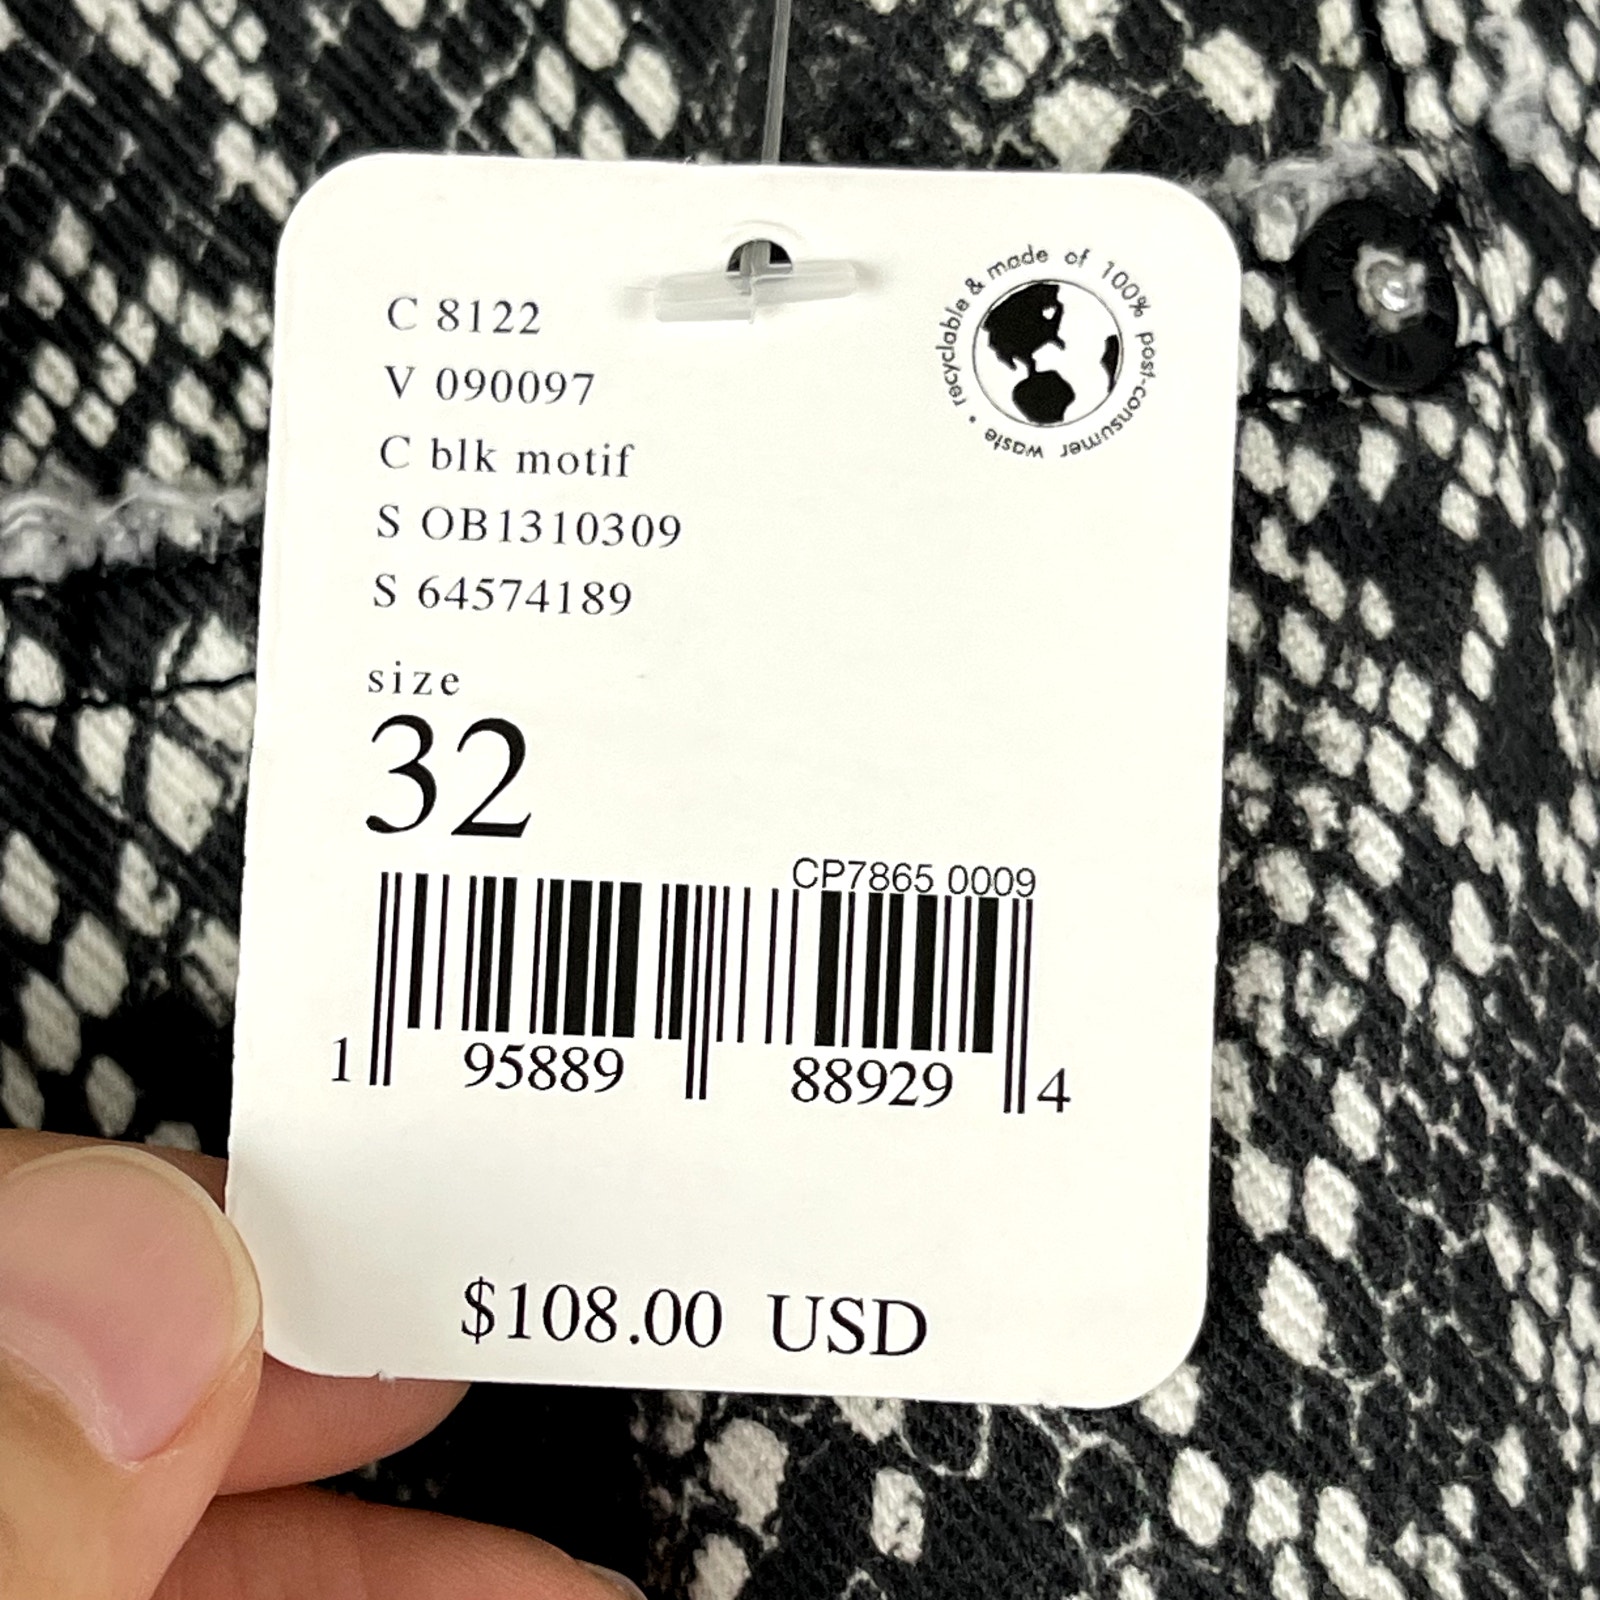 C 8122
V 090097
C blk motif
S OB1310309
S 64574189
recyclable & made of 100% post-consumer waste •
size
32
CP7865 0009
1 95889 88929 4
$108.00 USD